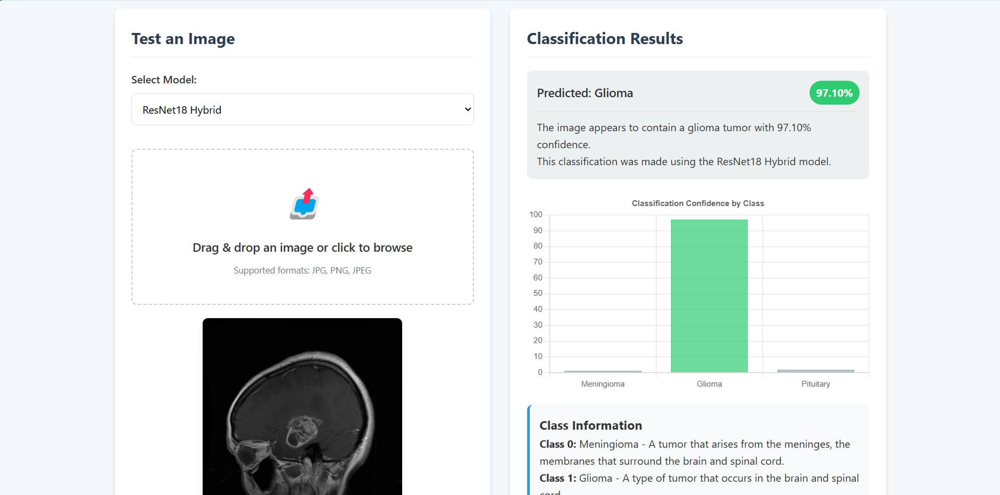 Test an Image
Select Model:
ResNet18 Hybrid
Drag & drop an image or click to browse
Supported formats: JPG, PNG, JPEG
Classification Results
Predicted: Glioma
97.10%
The image appears to contain a glioma tumor with 97.10%
confidence.
This classification was made using the ResNet18 Hybrid model.
Classification Confidence by Class
100
90
80
70
60
50
40
30
20
10
0
Meningioma
Glioma
Pituitary
Class Information
Class 0: Meningioma - A tumor that arises from the meninges, the
membranes that surround the brain and spinal cord.
Class 1: Glioma - A type of tumor that occurs in the brain and spinal
cord